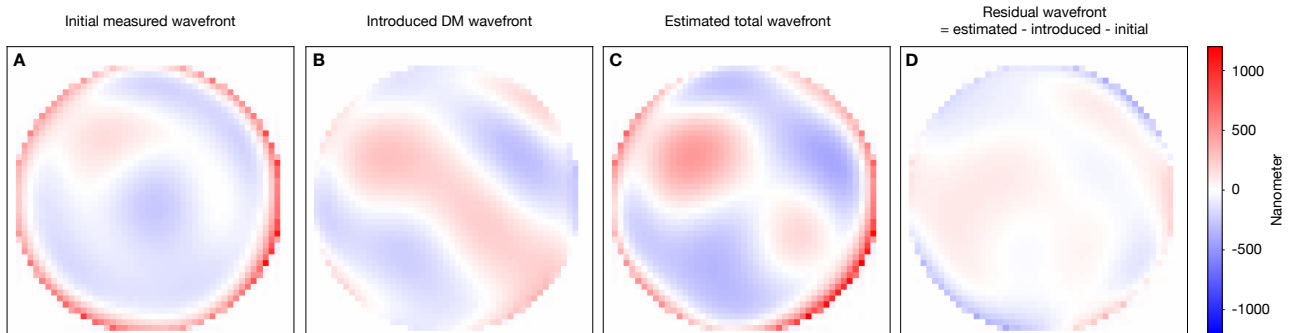 Initial measured wavefront
Introduced DM wavefront
Estimated total wavefront
Residual wavefront
= estimated - introduced - initial
A
B
C
D
1000
500
0
-500
-1000
Nanometer